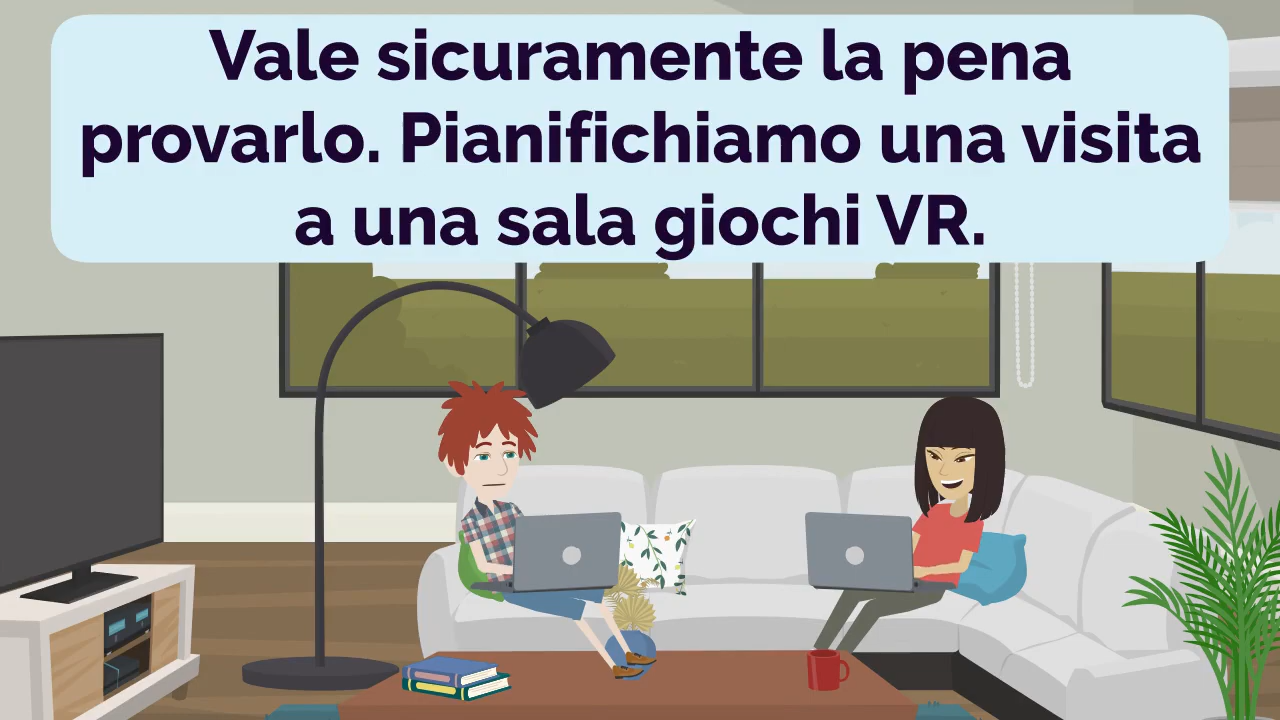 Vale sicuramente la pena
provarlo. Pianifichiamo una visita
a una sala giochi VR.